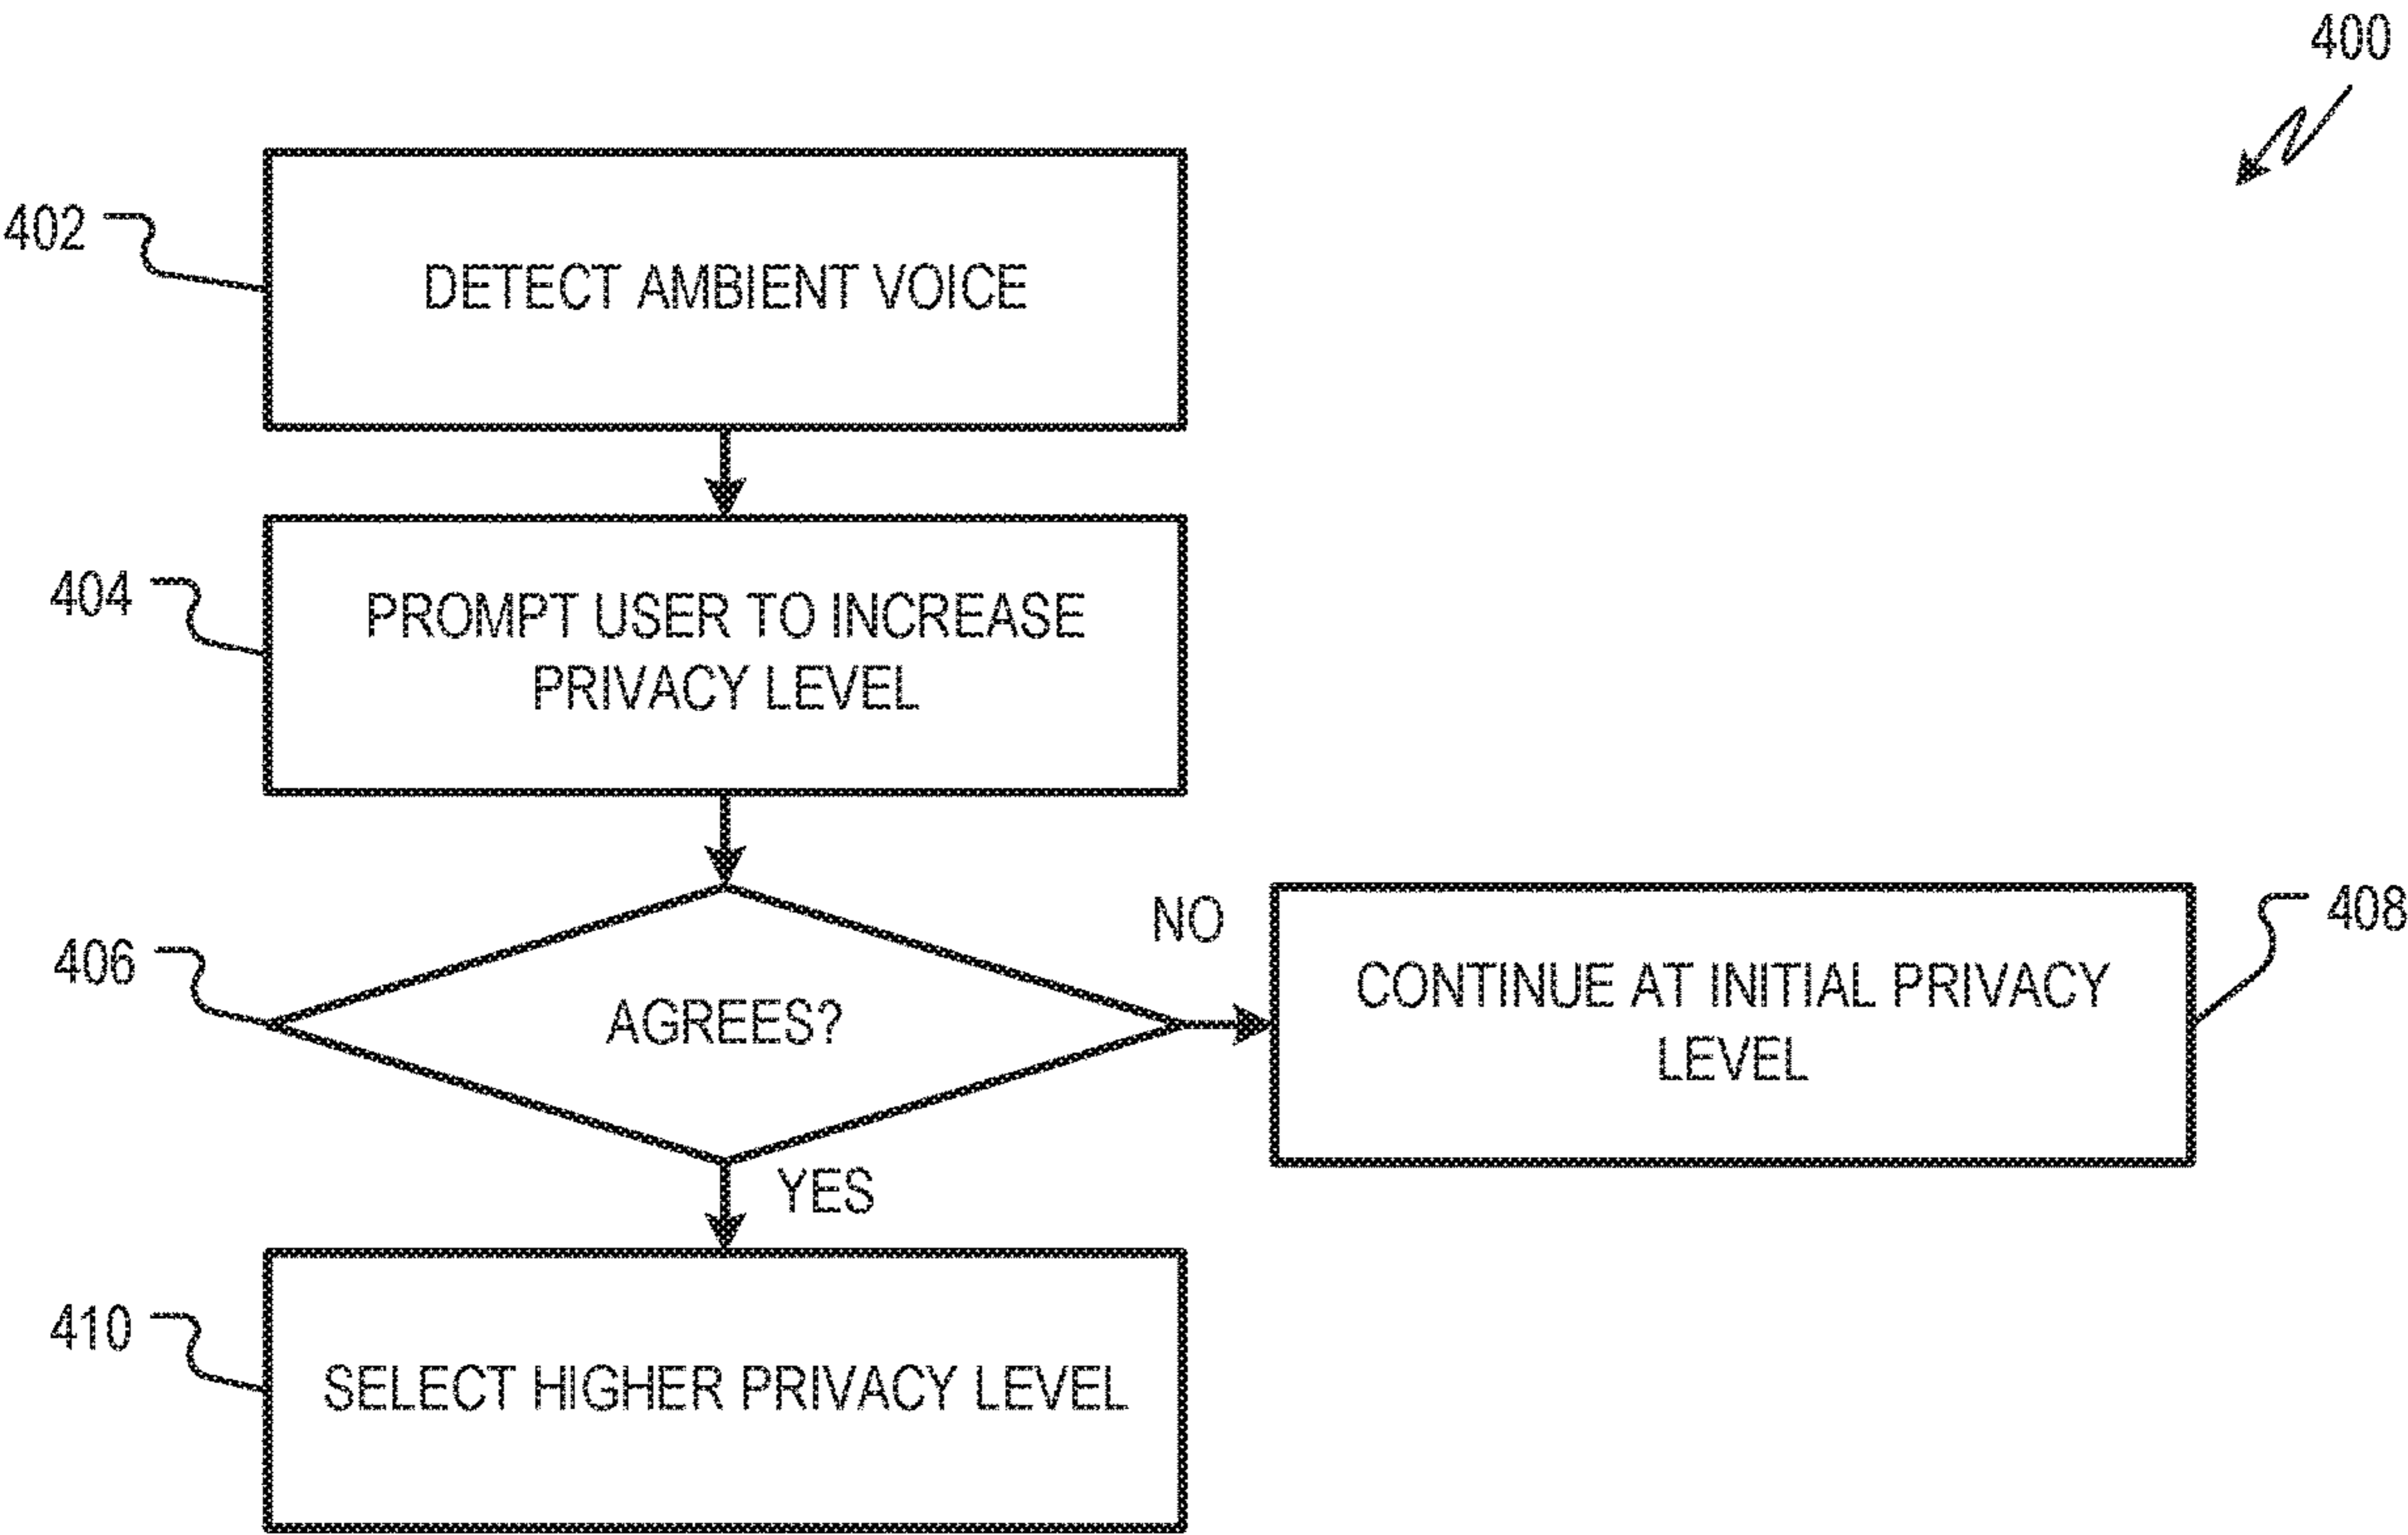 400
402
DETECT AMBIENT VOICE
404
PROMPT USER TO INCREASE
PRIVACY LEVEL
406
AGREES?
NO
CONTINUE AT INITIAL PRIVACY
LEVEL
408
YES
410
SELECT HIGHER PRIVACY LEVEL